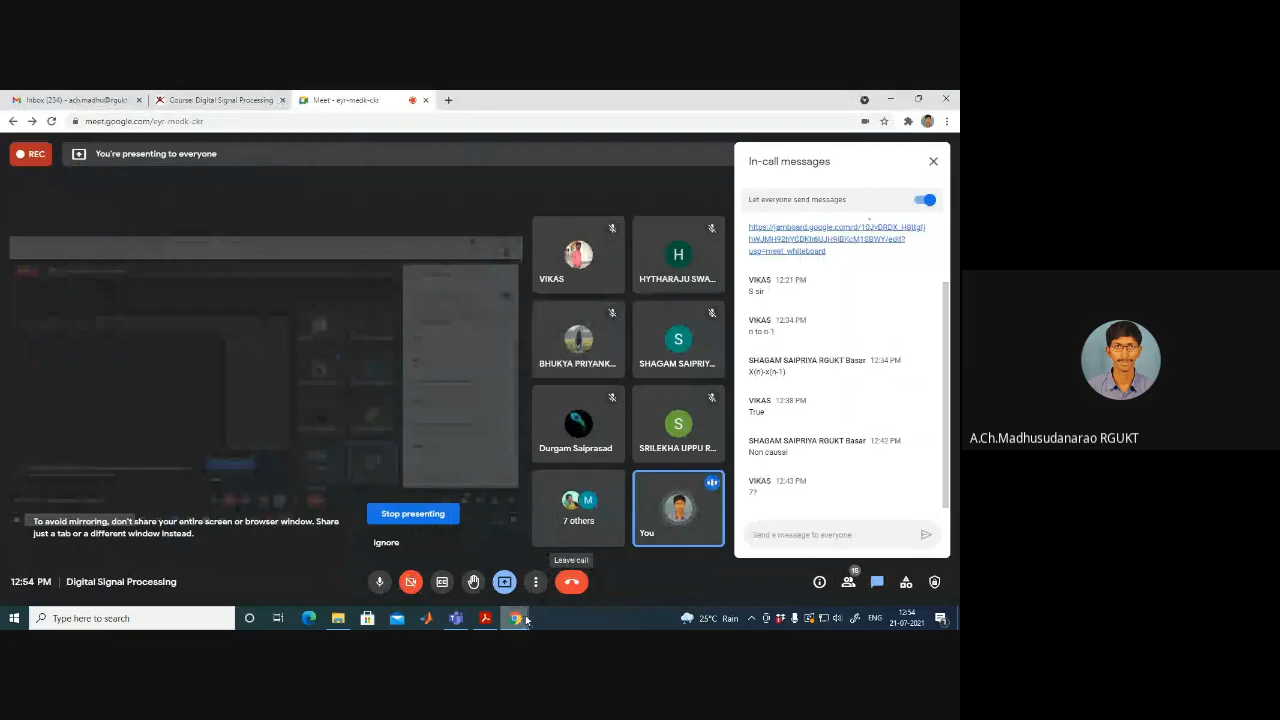 Inbox (234) - ach.madhu@rgukt
Course: Digital Signal Processing
Meet - eyr-medk-ckr
meet.google.com/eyr-medk-ckr
REC
You're presenting to everyone
In-call messages
Let everyone send messages
usp=meet_whiteboard
VIKAS 12:21 PM
S sir
VIKAS 12:34 PM
n to n-1
SHAGAM SAIPRIYA RGUKT Basar 12:34 PM
X(n)-x(n-1)
VIKAS 12:38 PM
True
SHAGAM SAIPRIYA RGUKT Basar 12:42 PM
Non causal
VIKAS 12:43 PM
7??
Send a message to everyone
VIKAS
HYTHARAJU SWA...
BHUKYA PRIYANK...
SHAGAM SAIPRIY...
Durgam Saiprasad
SRILEKHA UPPU R...
7 others
You
H
S
S
M
To avoid mirroring, don't share your entire screen or browser window. Share
just a tab or a different window instead.
Stop presenting
Ignore
Leave call
12:54 PM | Digital Signal Processing
15
Type here to search
25°C Rain
ENG
12:54
21-07-2021
A.Ch.Madhusudanarao RGUKT